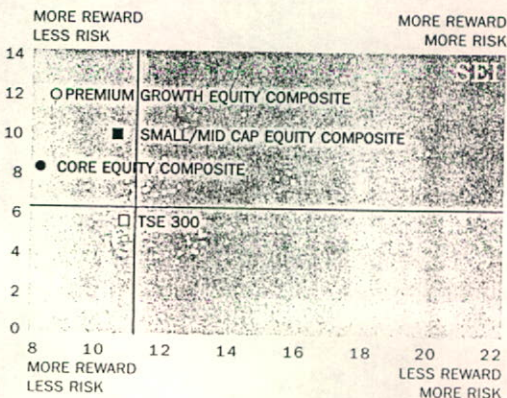 MORE REWARD
LESS RISK
MORE REWARD
MORE RISK
14
SEI
12
PREMIUM GROWTH EQUITY COMPOSITE
10
SMALL/MID CAP EQUITY COMPOSITE
8
CORE EQUITY COMPOSITE
6
TSE 300
4
2
0
8 10 12 14 16 18 20 22
MORE REWARD
LESS RISK
LESS REWARD
MORE RISK